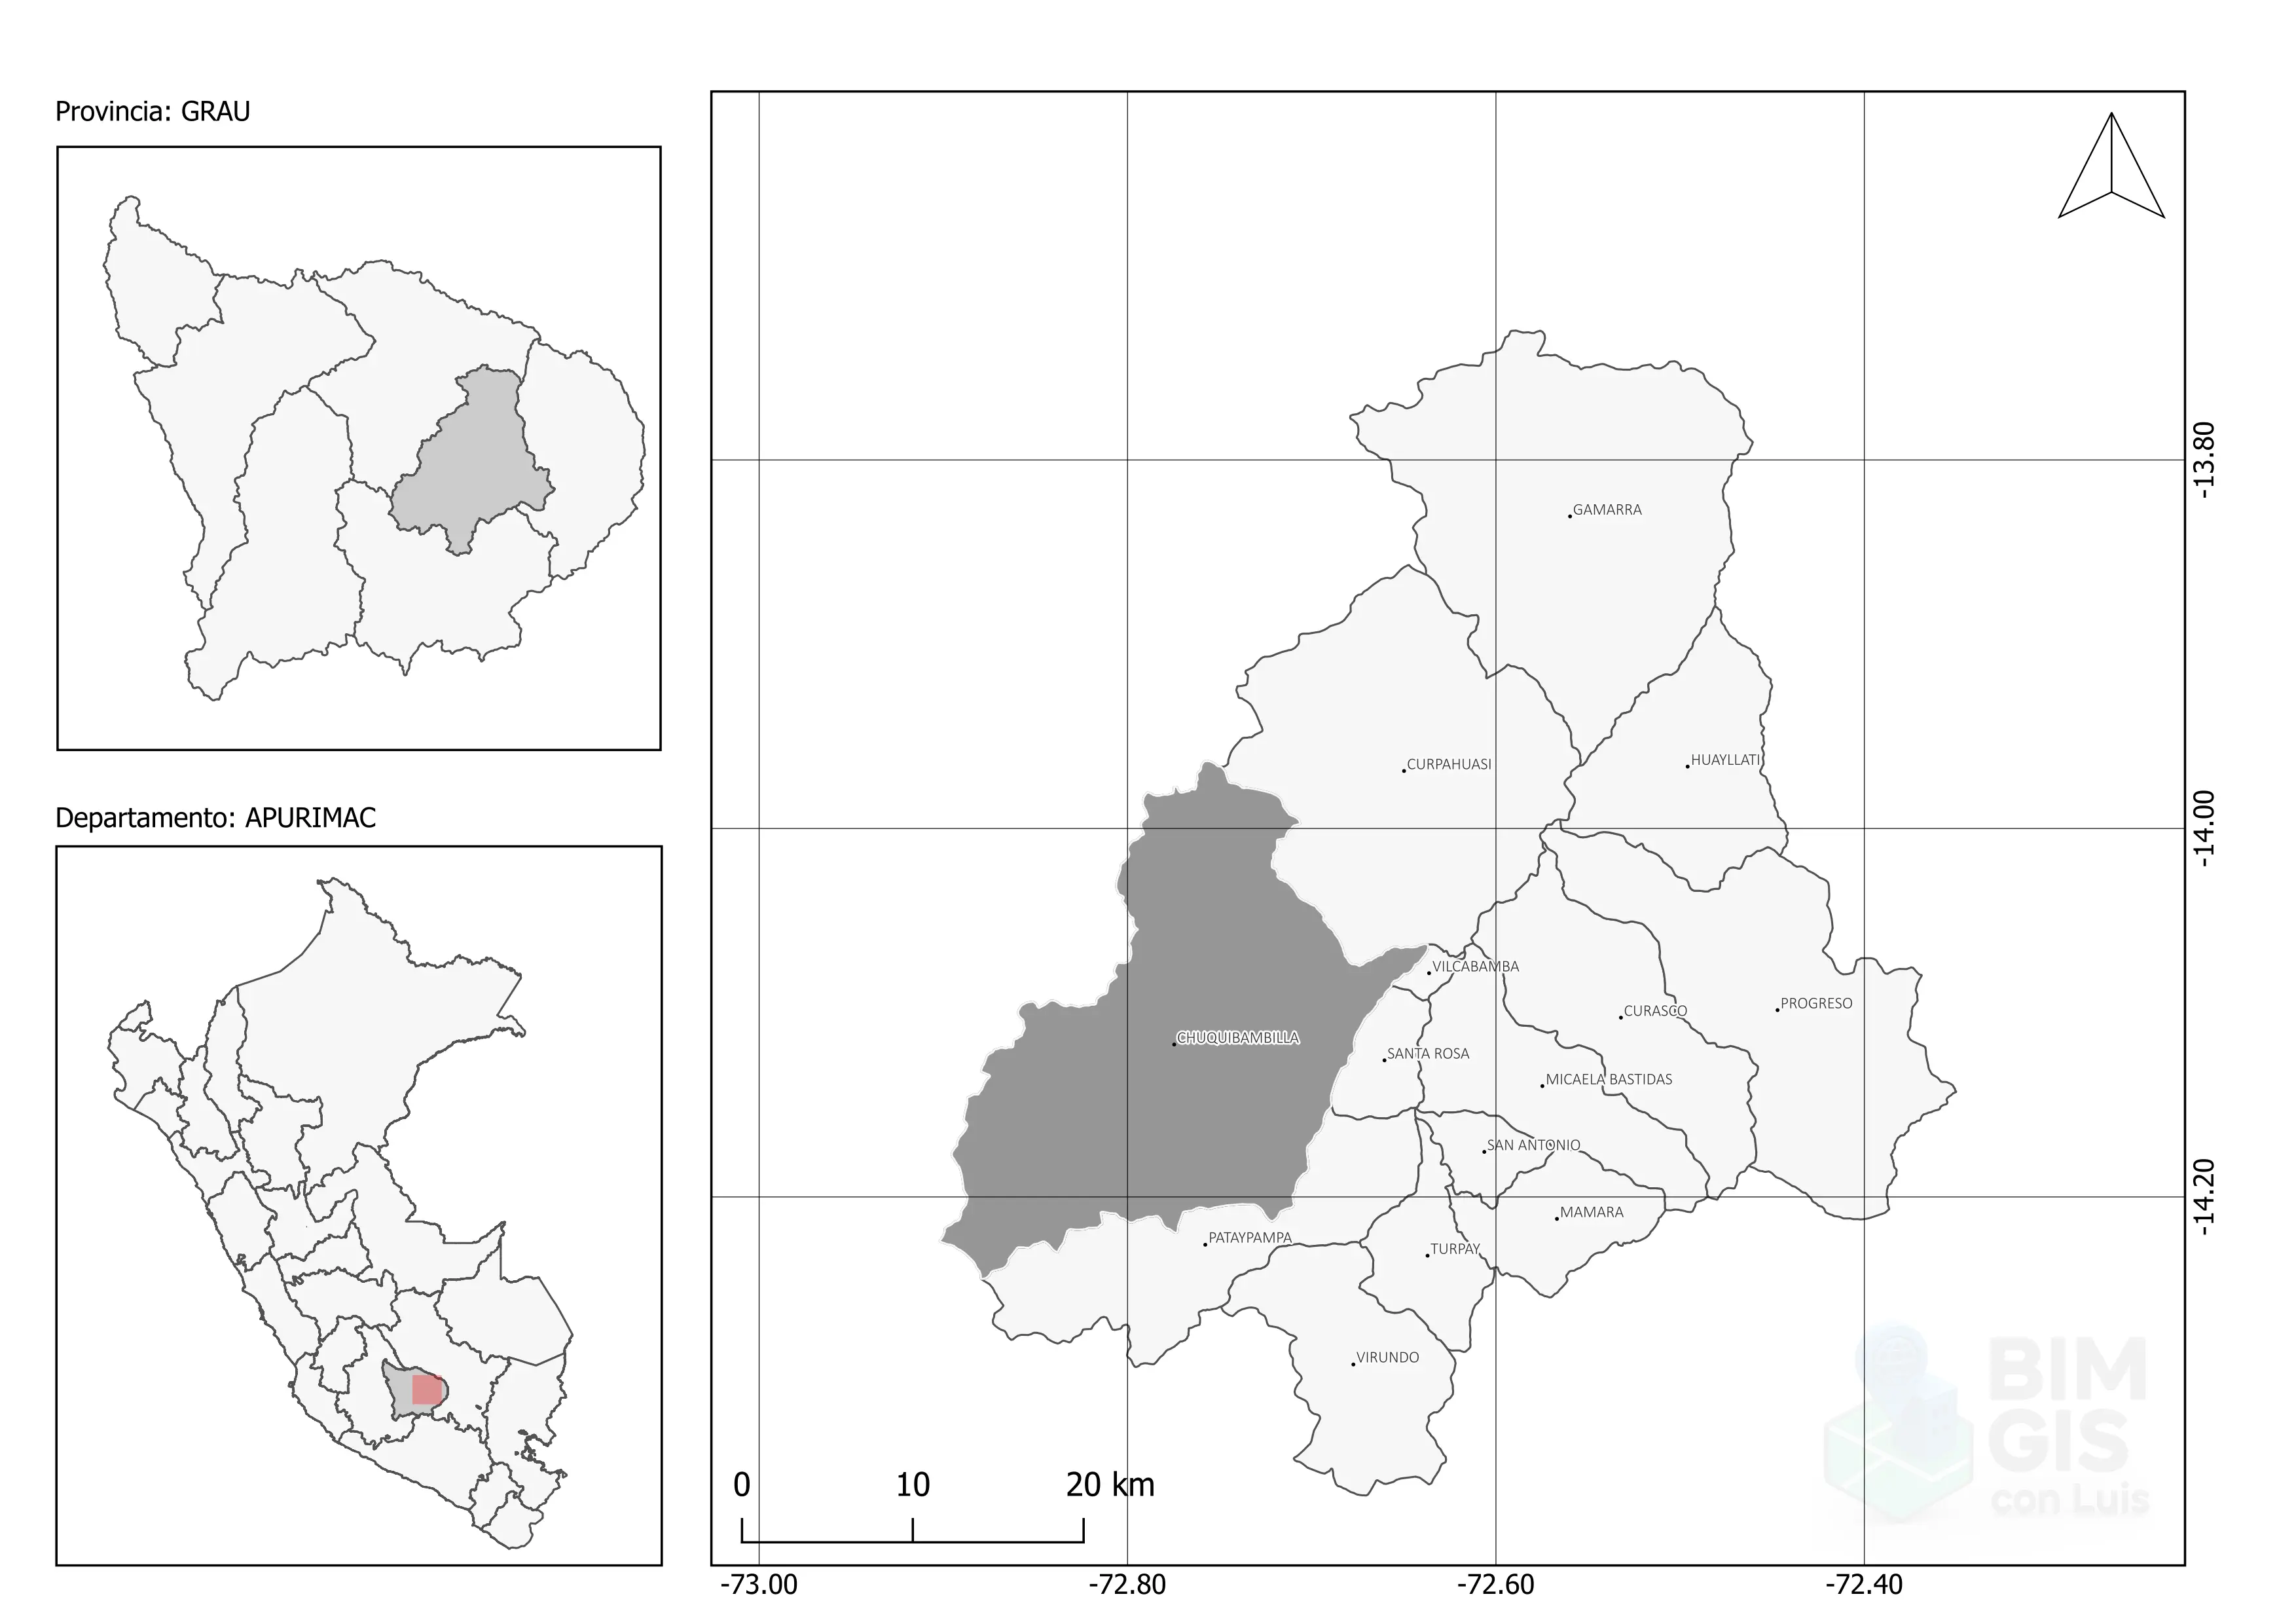 Provincia: GRAU
Departamento: APURIMAC
GAMARRA
CURPAHUASI
HUAYLLATI
VILCABAMBA
CURASCO
PROGRESO
CHUQUIBAMBILLA
SANTA ROSA
MICAELA BASTIDAS
SAN ANTONIO
MAMARA
PATAYPAMPA
TURPAY
VIRUNDO
-13.80
-14.00
-14.20
0 10 20 km
-73.00 -72.80 -72.60 -72.40
BIM
GIS
con Luis